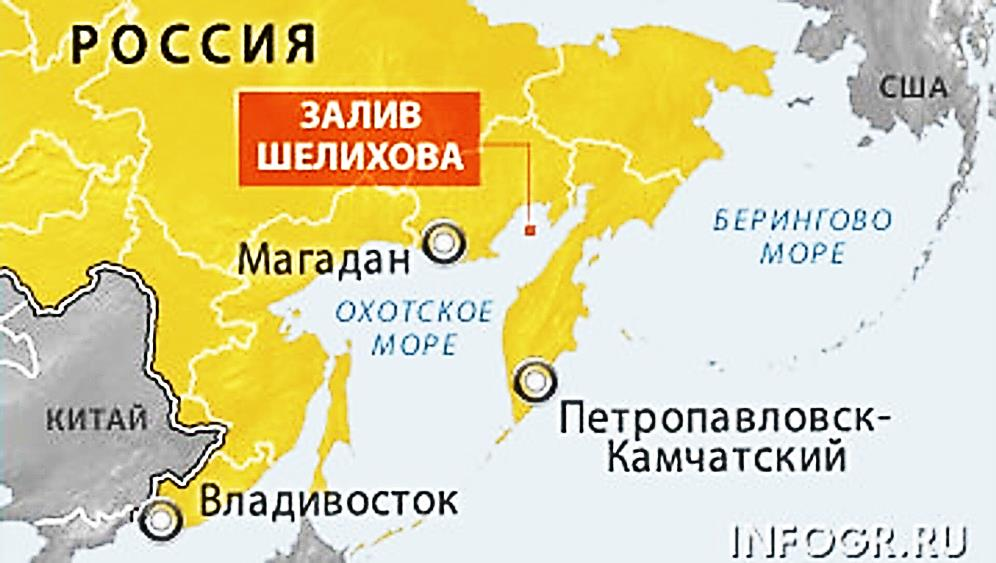 РОССИЯ
США
ЗАЛИВ
ШЕЛИХОВА
БЕРИНГОВО
МОРЕ
Магадан
ОХОТСКОЕ
МОРЕ
КИТАЙ
Петропавловск-
Камчатский
Владивосток
INFOGR.RU